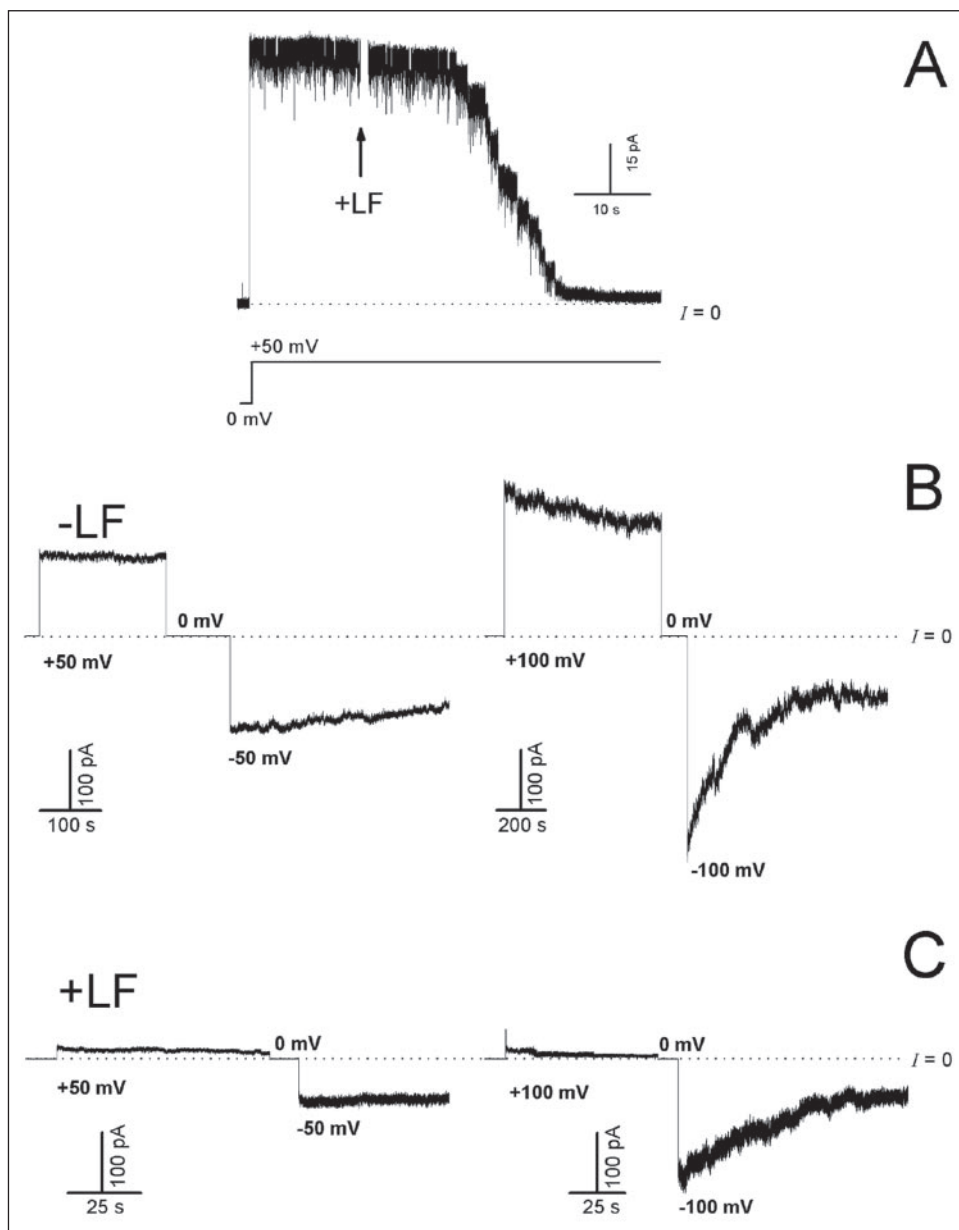 A
15 pA
10 s
+LF
I = 0
+50 mV
0 mV
B
-LF
0 mV
0 mV
I = 0
+50 mV
+100 mV
-50 mV
100 pA
100 s
100 pA
200 s
-100 mV
C
+LF
0 mV
0 mV
I = 0
+50 mV
+100 mV
-50 mV
100 pA
25 s
100 pA
25 s
-100 mV